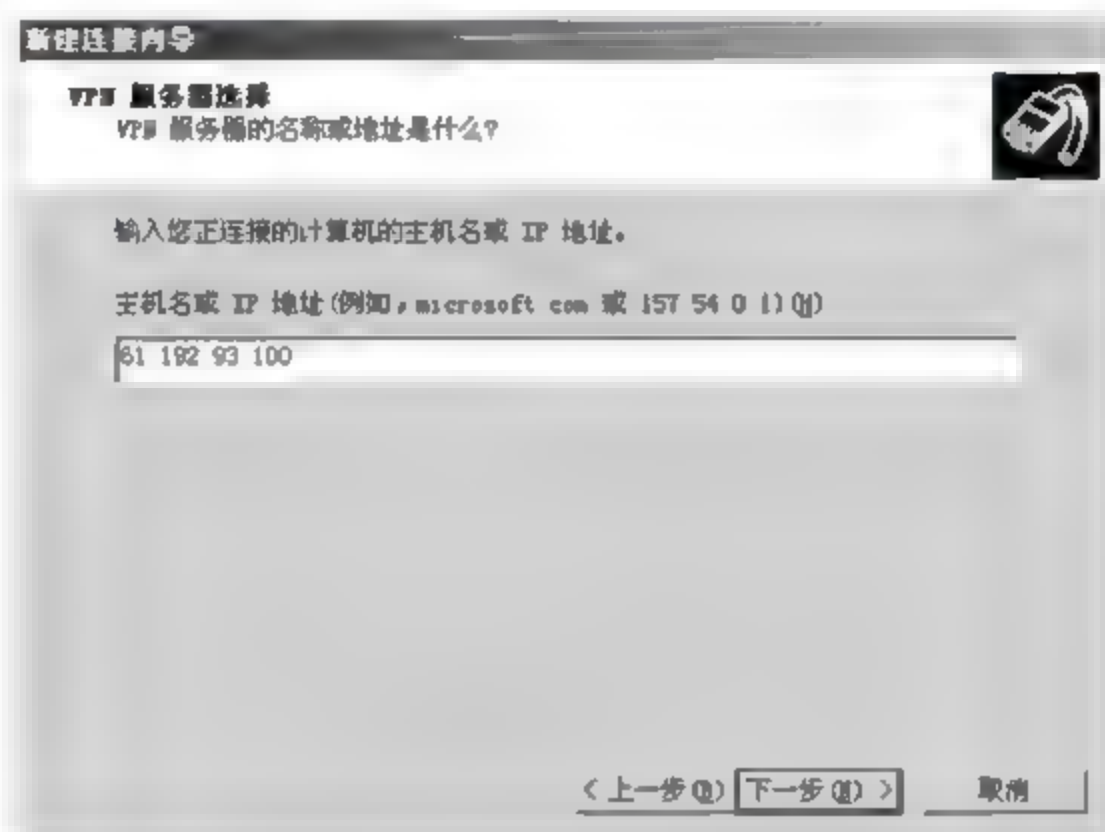 新建连接向导
VPN 服务器选择
VPN 服务器的名称或地址是什么?
输入您正连接的计算机的主机名或 IP 地址。
主机名或 IP 地址(例如,microsoft com 或 157 54 0 1)(H)
61 192 93 100
< 上一步(B) 下一步(N) > 取消